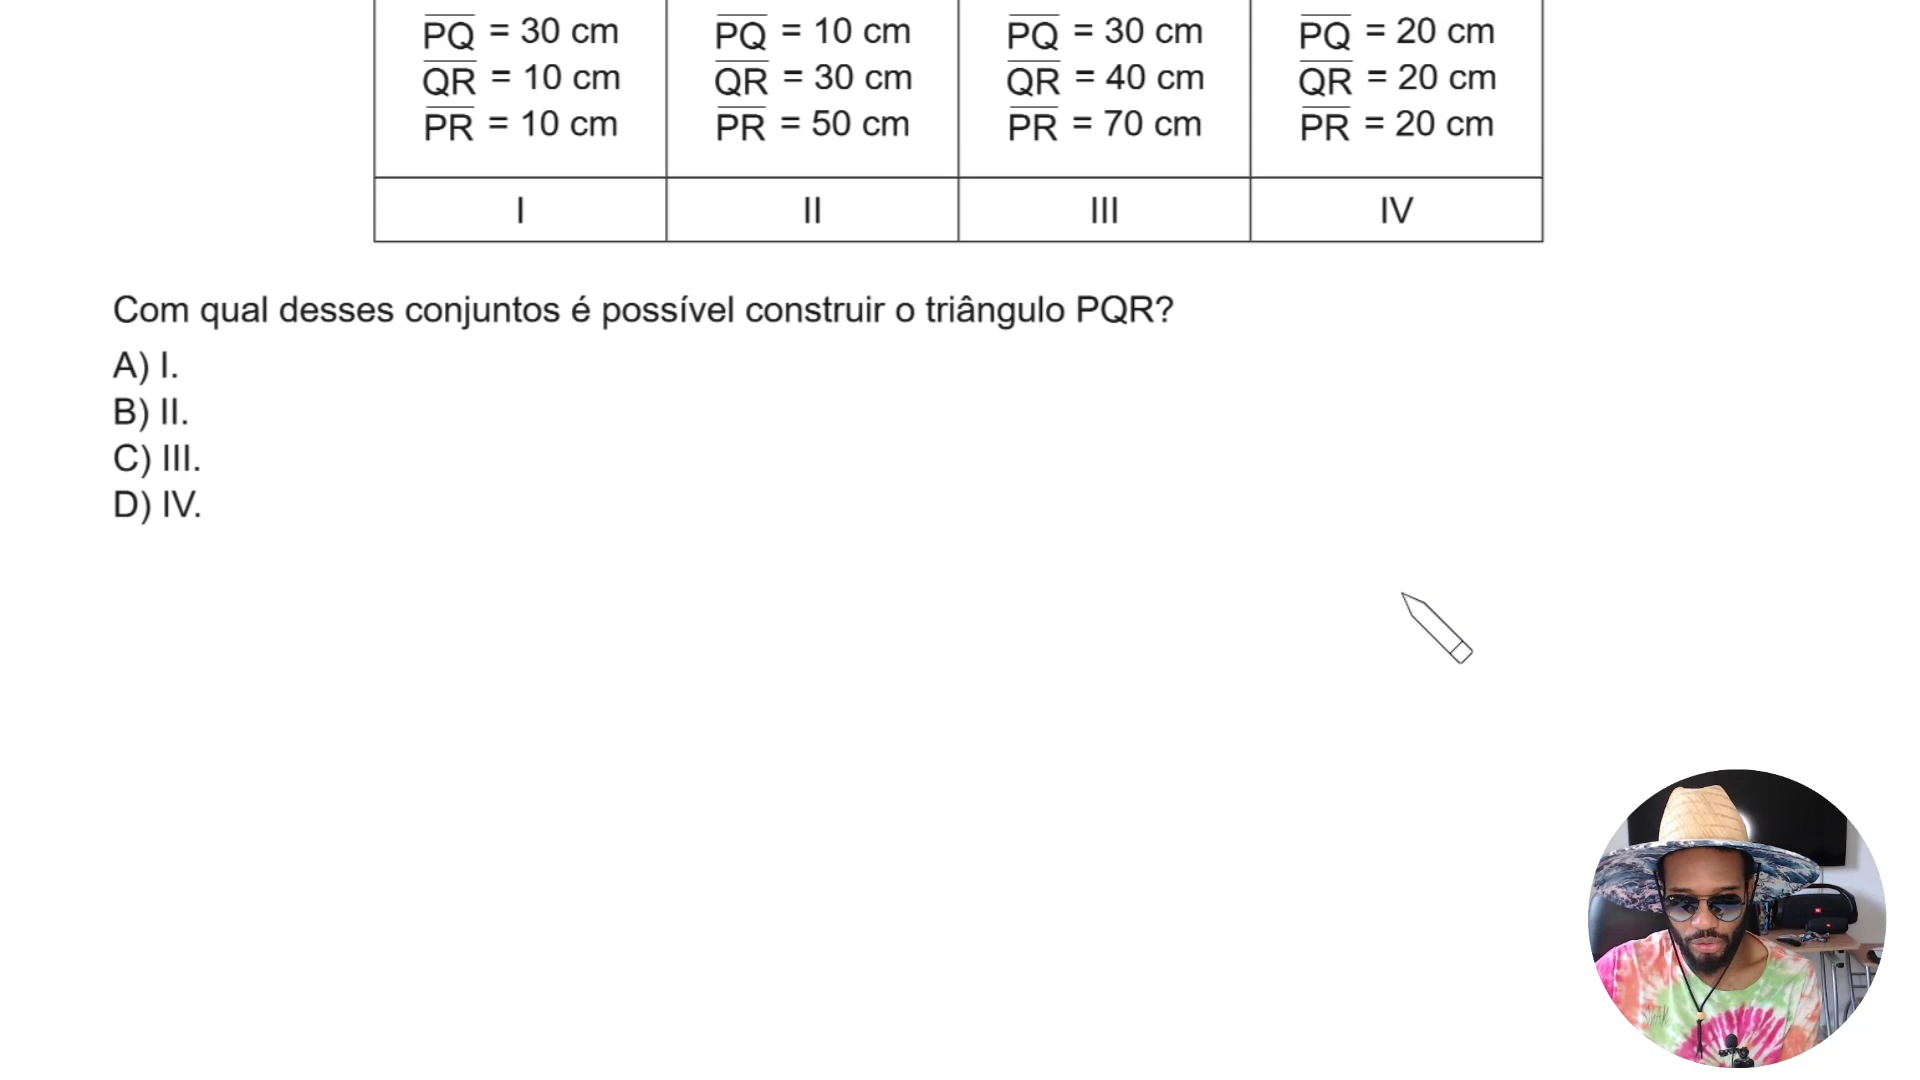 PQ = 30 cm
QR = 10 cm
PR = 10 cm
PQ = 10 cm
QR = 30 cm
PR = 50 cm
PQ = 30 cm
QR = 40 cm
PR = 70 cm
PQ = 20 cm
QR = 20 cm
PR = 20 cm
I
II
III
IV
Com qual desses conjuntos é possível construir o triângulo PQR?
A) I.
B) II.
C) III.
D) IV.